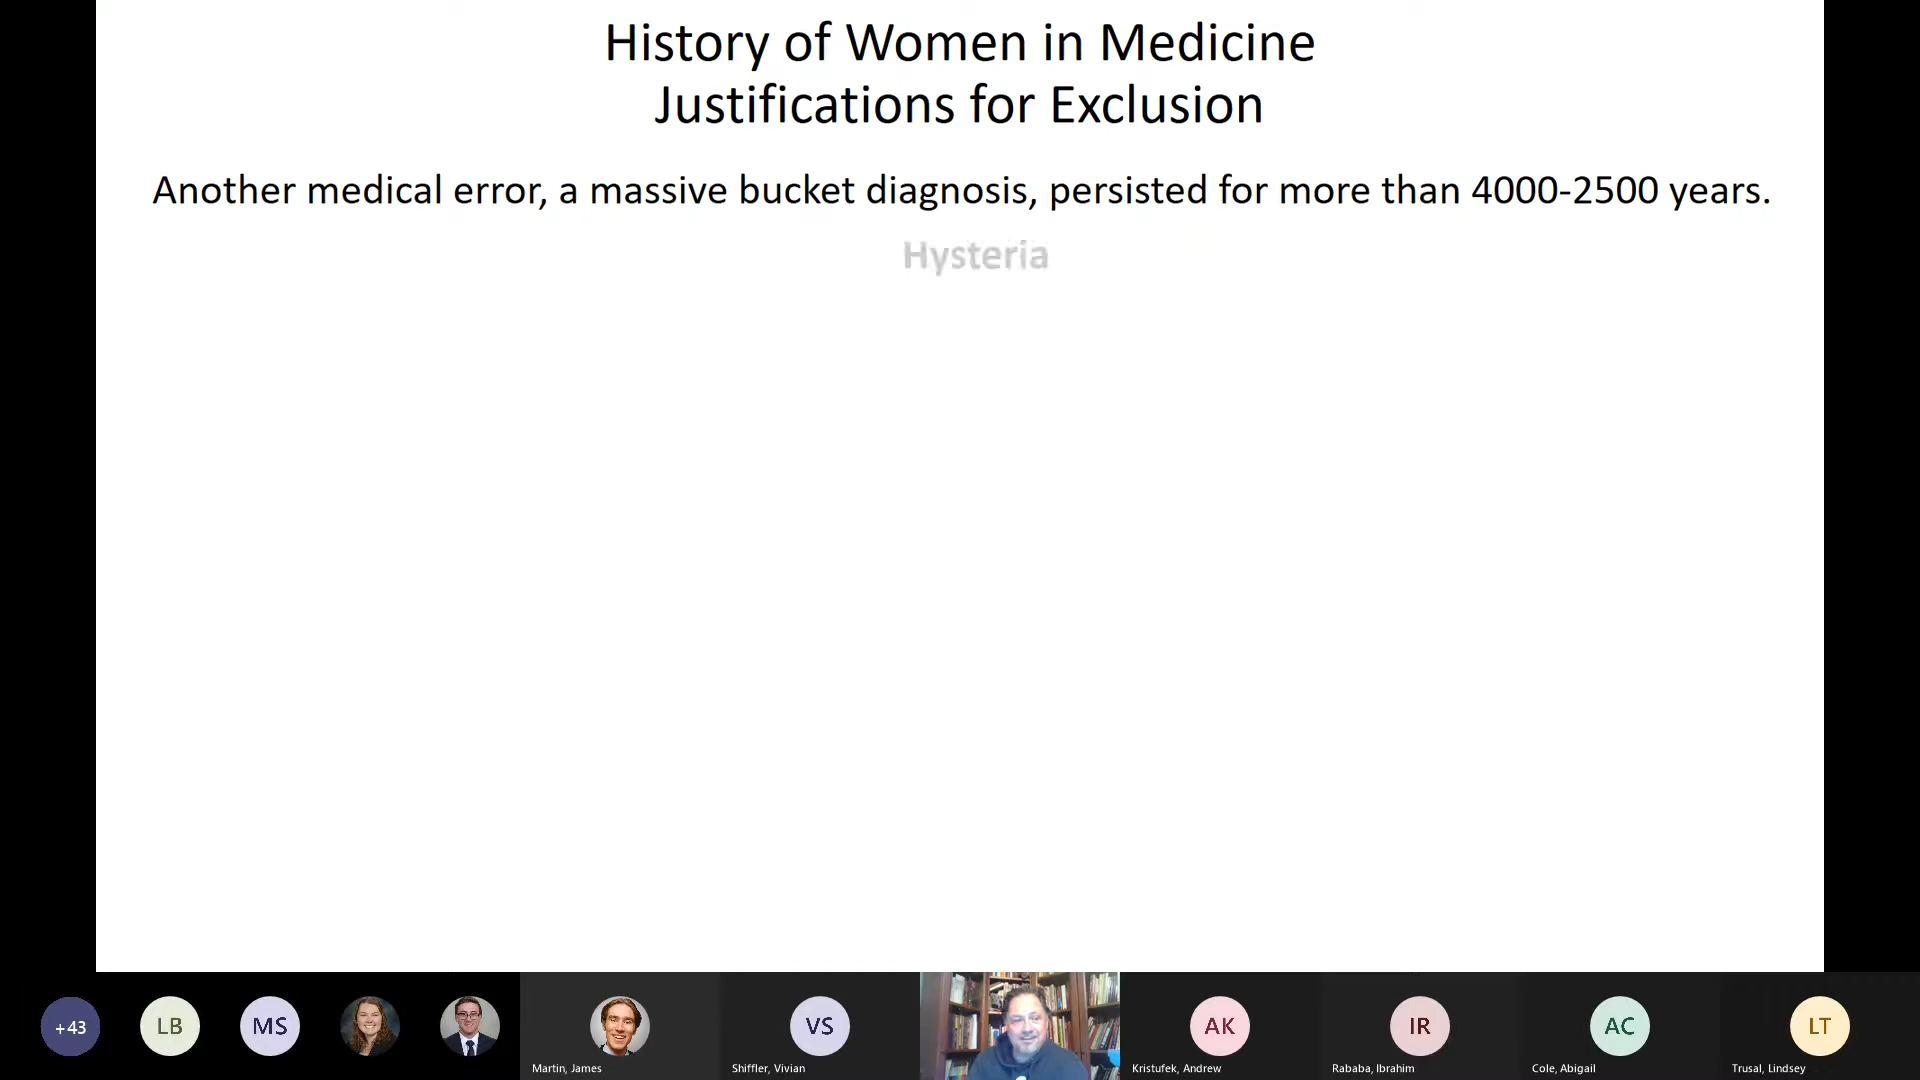 History of Women in Medicine
Justifications for Exclusion
Another medical error, a massive bucket diagnosis, persisted for more than 4000-2500 years.
Hysteria
+43
LB
MS
Martin, James
VS
Shiffler, Vivian
AK
Kristufek, Andrew
IR
Rababa, Ibrahim
AC
Cole, Abigail
LT
Trusal, Lindsey